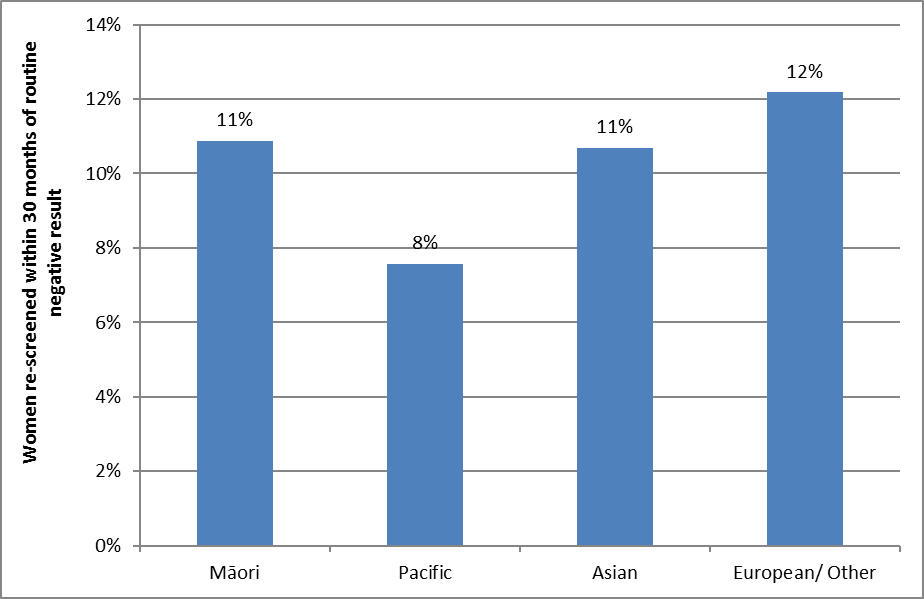 Women re-screened within 30 months of routine
negative result
14%
12%
10%
8%
6%
4%
2%
0%
11%
8%
11%
12%
Māori
Pacific
Asian
European/ Other